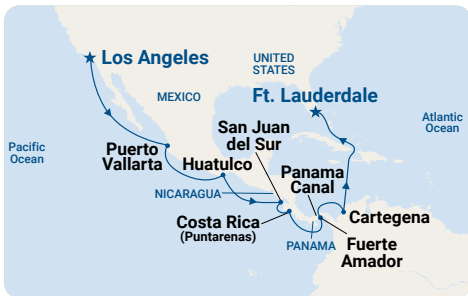 Los Angeles
UNITED
STATES
MEXICO
Ft. Lauderdale
Atlantic
Ocean
Pacific
Ocean
Puerto
Vallarta
Huatulco
San Juan
del Sur
Panama
Canal
NICARAGUA
Costa Rica
(Puntarenas)
Cartegena
PANAMA
Fuerte
Amador